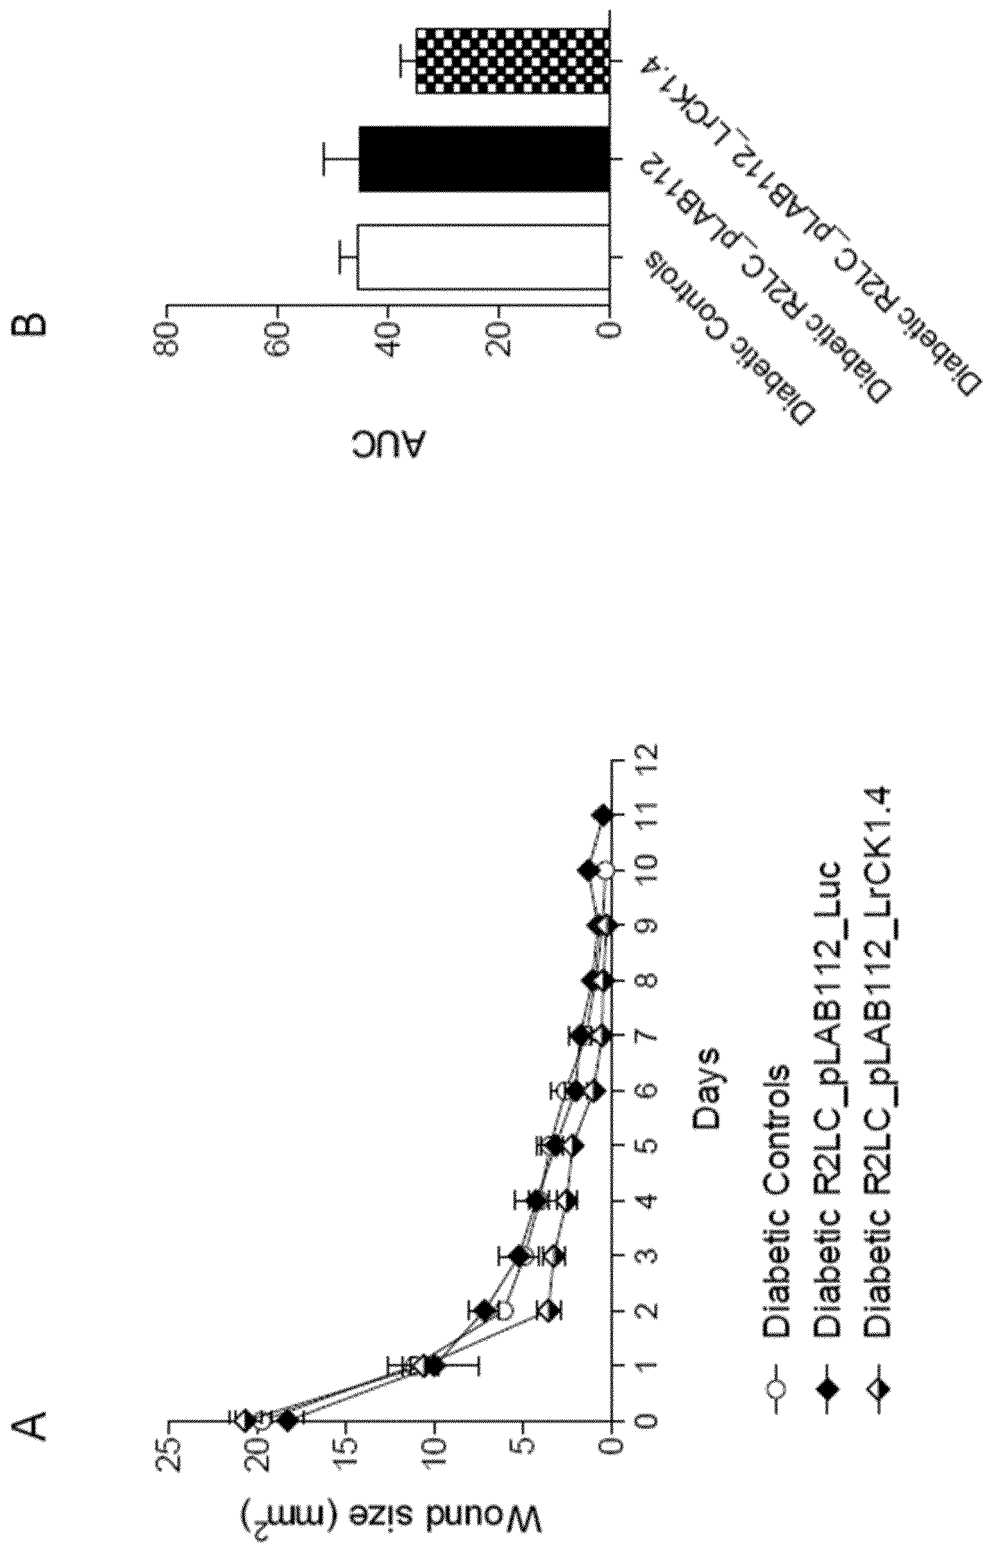 A
Wound size (mm²)
25
20
15
10
5
0
0 1 2 3 4 5 6 7 8 9 10 11 12
Days
Diabetic Controls
Diabetic R2LC_pLAB112_Luc
Diabetic R2LC_pLAB112_LrCK1.4
B
AUC
80
60
40
20
0
Diabetic Controls
Diabetic R2LC_pLAB112
Diabetic R2LC_pLAB112_LrCK1.4